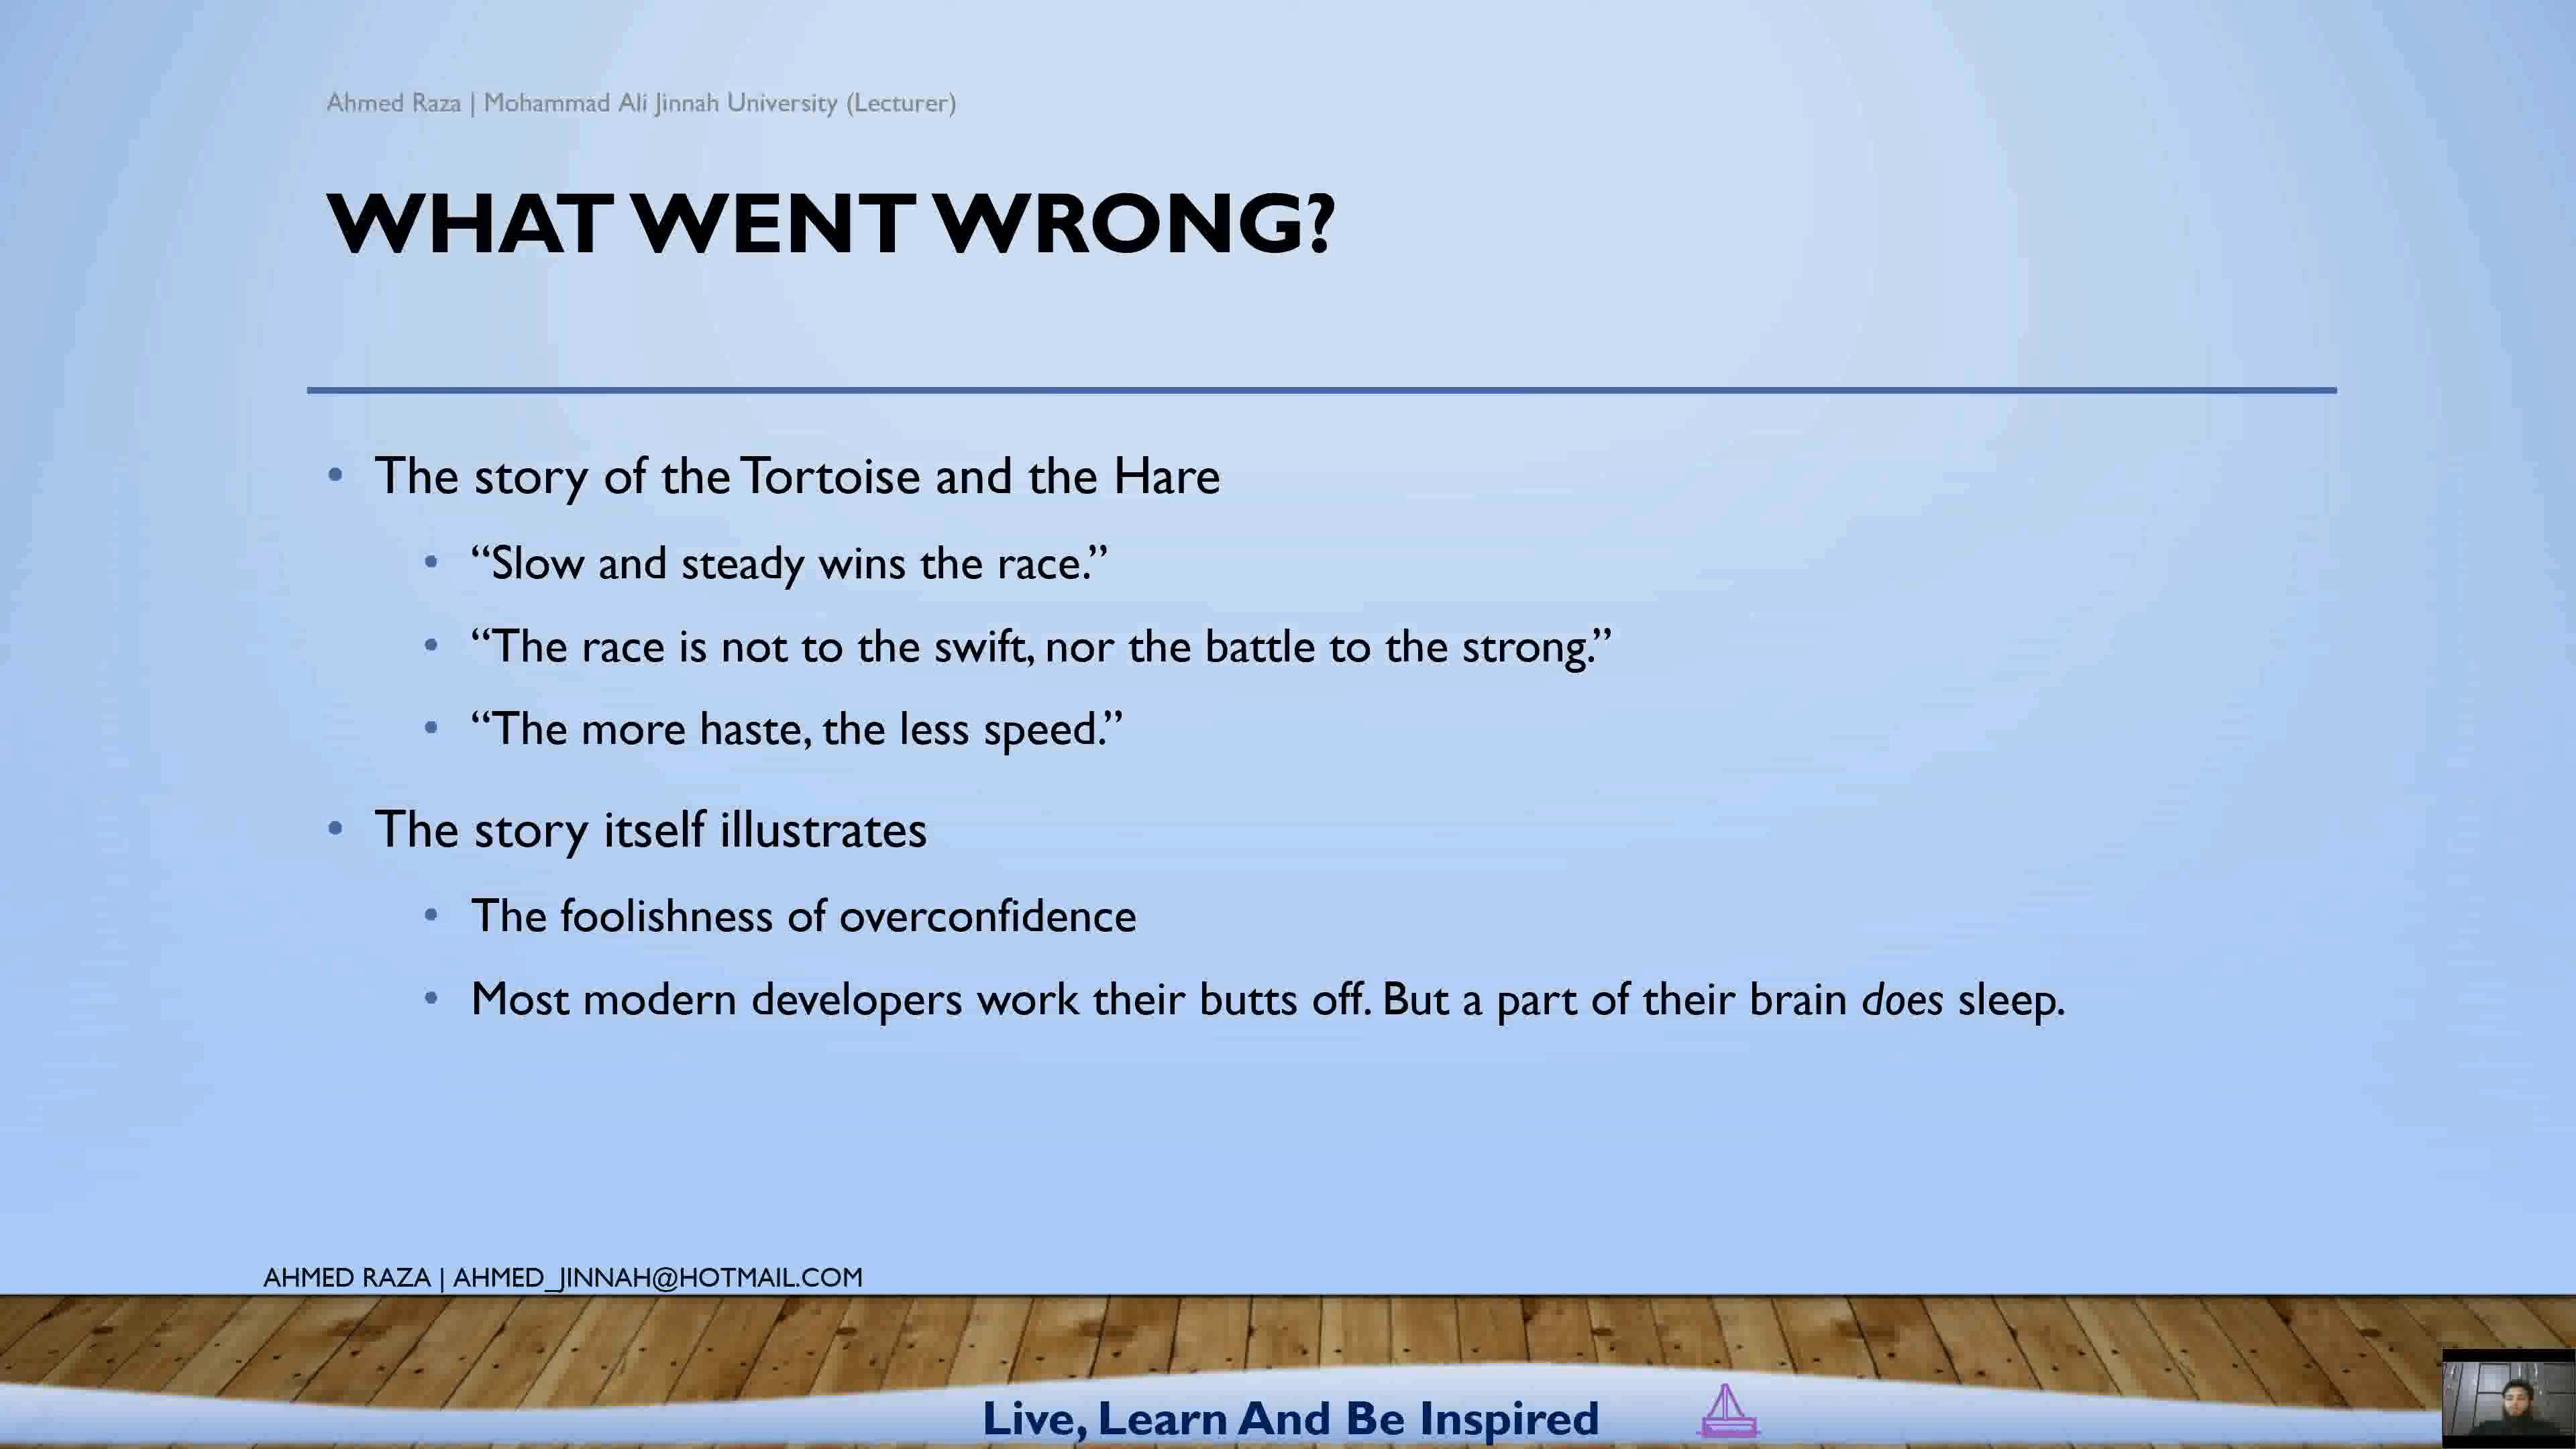 Ahmed Raza | Mohammad Ali Jinnah University (Lecturer)
WHAT WENT WRONG?
• The story of the Tortoise and the Hare
• “Slow and steady wins the race.”
• “The race is not to the swift, nor the battle to the strong.”
• “The more haste, the less speed.”
• The story itself illustrates
• The foolishness of overconfidence
• Most modern developers work their butts off. But a part of their brain does sleep.
AHMED RAZA | AHMED_JINNAH@HOTMAIL.COM
Live, Learn And Be Inspired